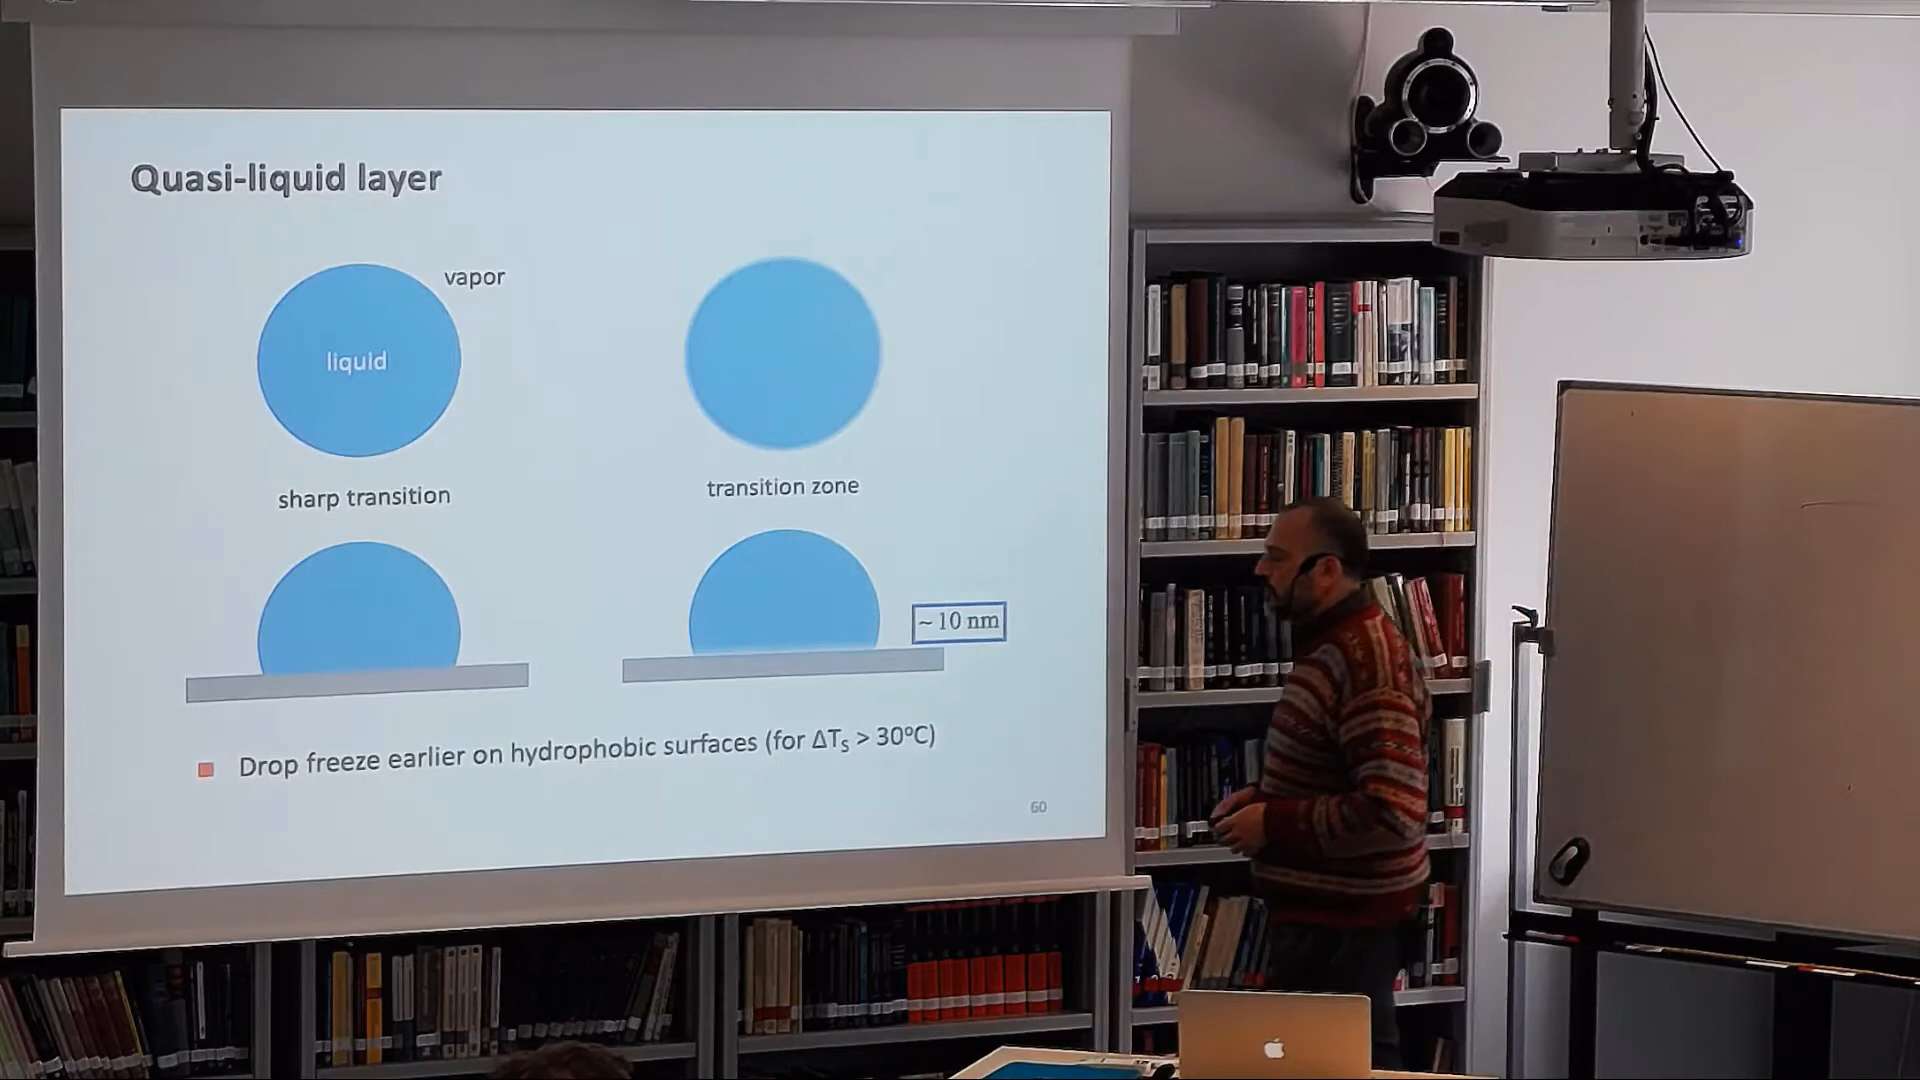 Quasi-liquid layer
vapor
liquid
sharp transition
transition zone
~ 10 nm
Drop freeze earlier on hydrophobic surfaces (for ΔTₛ > 30°C)
60